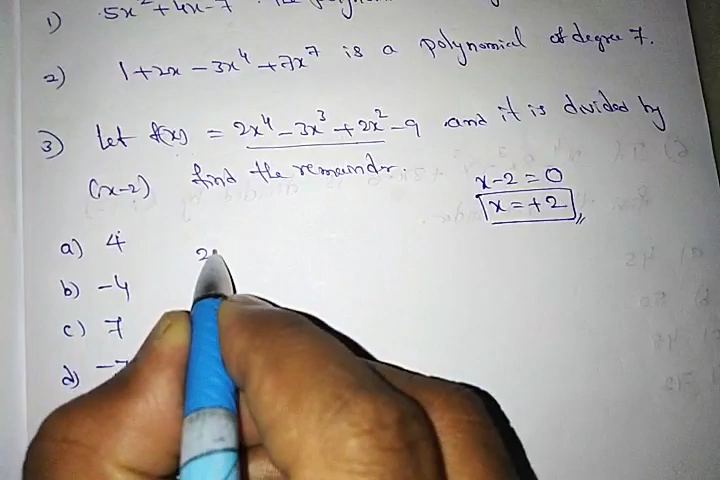 1) 5x² + 4x - 7
2) 1 + 2x - 3x⁴ + 7x⁷ is a polynomial of degree 7.
3) Let f(x) = 2x⁴ - 3x³ + 2x² - 9 and it is divided by
(x-2) find the remainder.
x - 2 = 0
x = +2
a) 4
b) -4
c) 7
d) -7